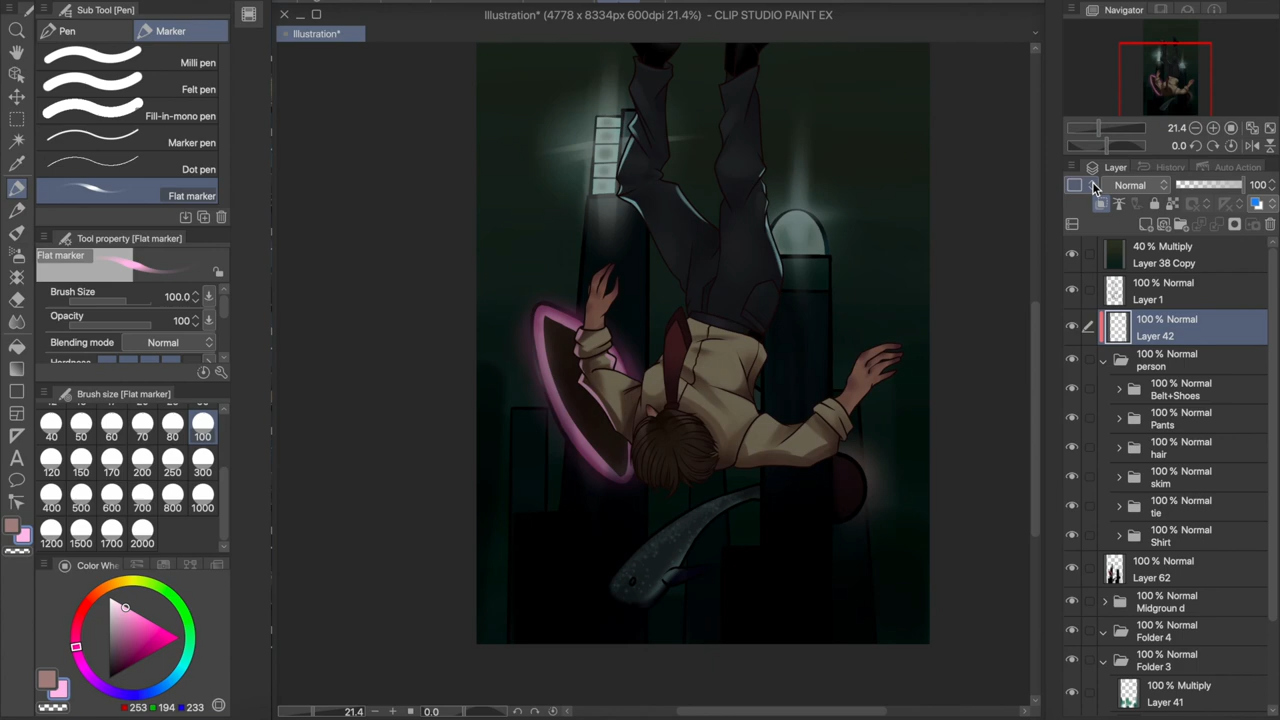 Sub Tool [Pen]
Pen
Marker
Milli pen
Felt pen
Fill-in-mono pen
Marker pen
Dot pen
Flat marker
Tool property [Flat marker]
Flat marker
Brush Size 100.0
Opacity 100
Blending mode Normal
Hardness
Brush size [Flat marker]
40 50 60 70 80 100
120 150 170 200 250 300
400 500 600 700 800 1000
1200 1500 1700 2000
Color Whe
253 194 233
Illustration* (4778 x 8334px 600dpi 21.4%) - CLIP STUDIO PAINT EX
Illustration*
21.4 0.0
Navigator
21.4
0.0
Layer
History
Auto Action
Normal 100
40 % Multiply
Layer 38 Copy
100 % Normal
Layer 1
100 % Normal
Layer 42
100 % Normal
person
100 % Normal
Belt+Shoes
100 % Normal
Pants
100 % Normal
hair
100 % Normal
skim
100 % Normal
tie
100 % Normal
Shirt
100 % Normal
Layer 62
100 % Normal
Midgroun d
100 % Normal
Folder 4
100 % Normal
Folder 3
100 % Multiply
Layer 41